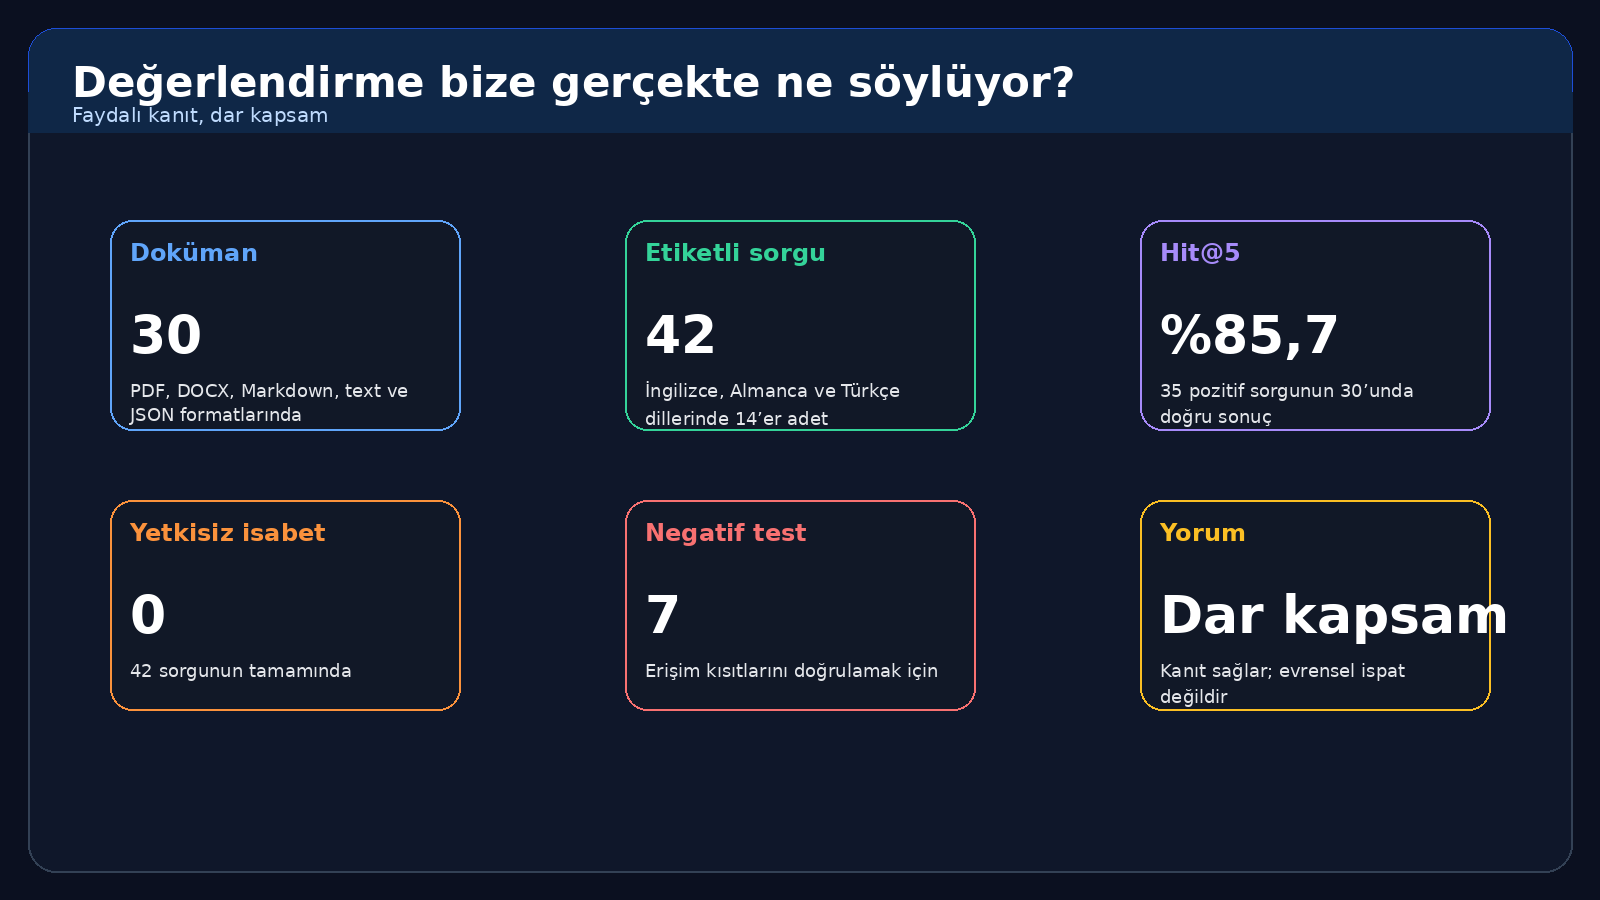 Değerlendirme bize gerçekte ne söylüyor?
Faydalı kanıt, dar kapsam
Doküman
30
PDF, DOCX, Markdown, text ve
JSON formatlarında
Etiketli sorgu
42
İngilizce, Almanca ve Türkçe
dillerinde 14’er adet
Hit@5
%85,7
35 pozitif sorgunun 30’unda
doğru sonuç
Yetkisiz isabet
0
42 sorgunun tamamında
Negatif test
7
Erişim kısıtlarını doğrulamak için
Yorum
Dar kapsam
Kanıt sağlar; evrensel ispat
değildir